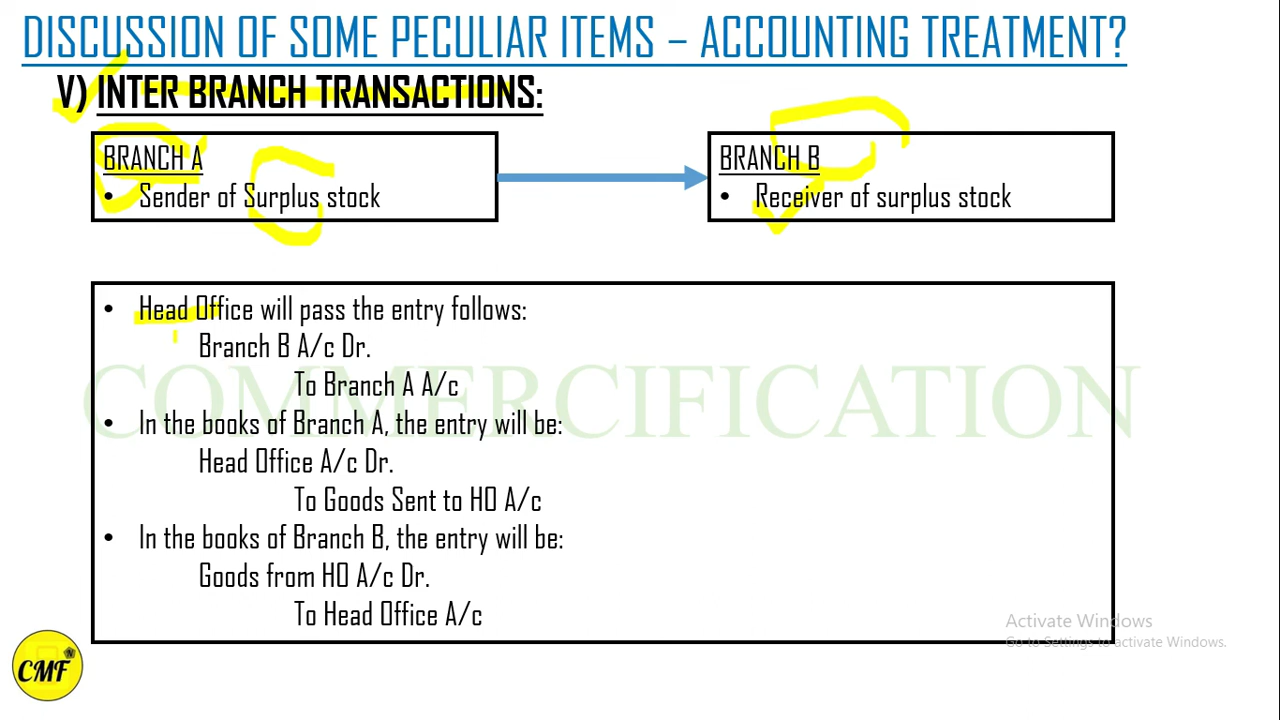 DISCUSSION OF SOME PECULIAR ITEMS – ACCOUNTING TREATMENT?
V) INTER BRANCH TRANSACTIONS:
BRANCH A
• Sender of Surplus stock
BRANCH B
• Receiver of surplus stock
• Head Office will pass the entry follows:
Branch B A/c Dr.
To Branch A A/c
• In the books of Branch A, the entry will be:
Head Office A/c Dr.
To Goods Sent to HO A/c
• In the books of Branch B, the entry will be:
Goods from HO A/c Dr.
To Head Office A/c
COMMERCIFICATION
Activate Windows
Go to Settings to activate Windows.
CMF